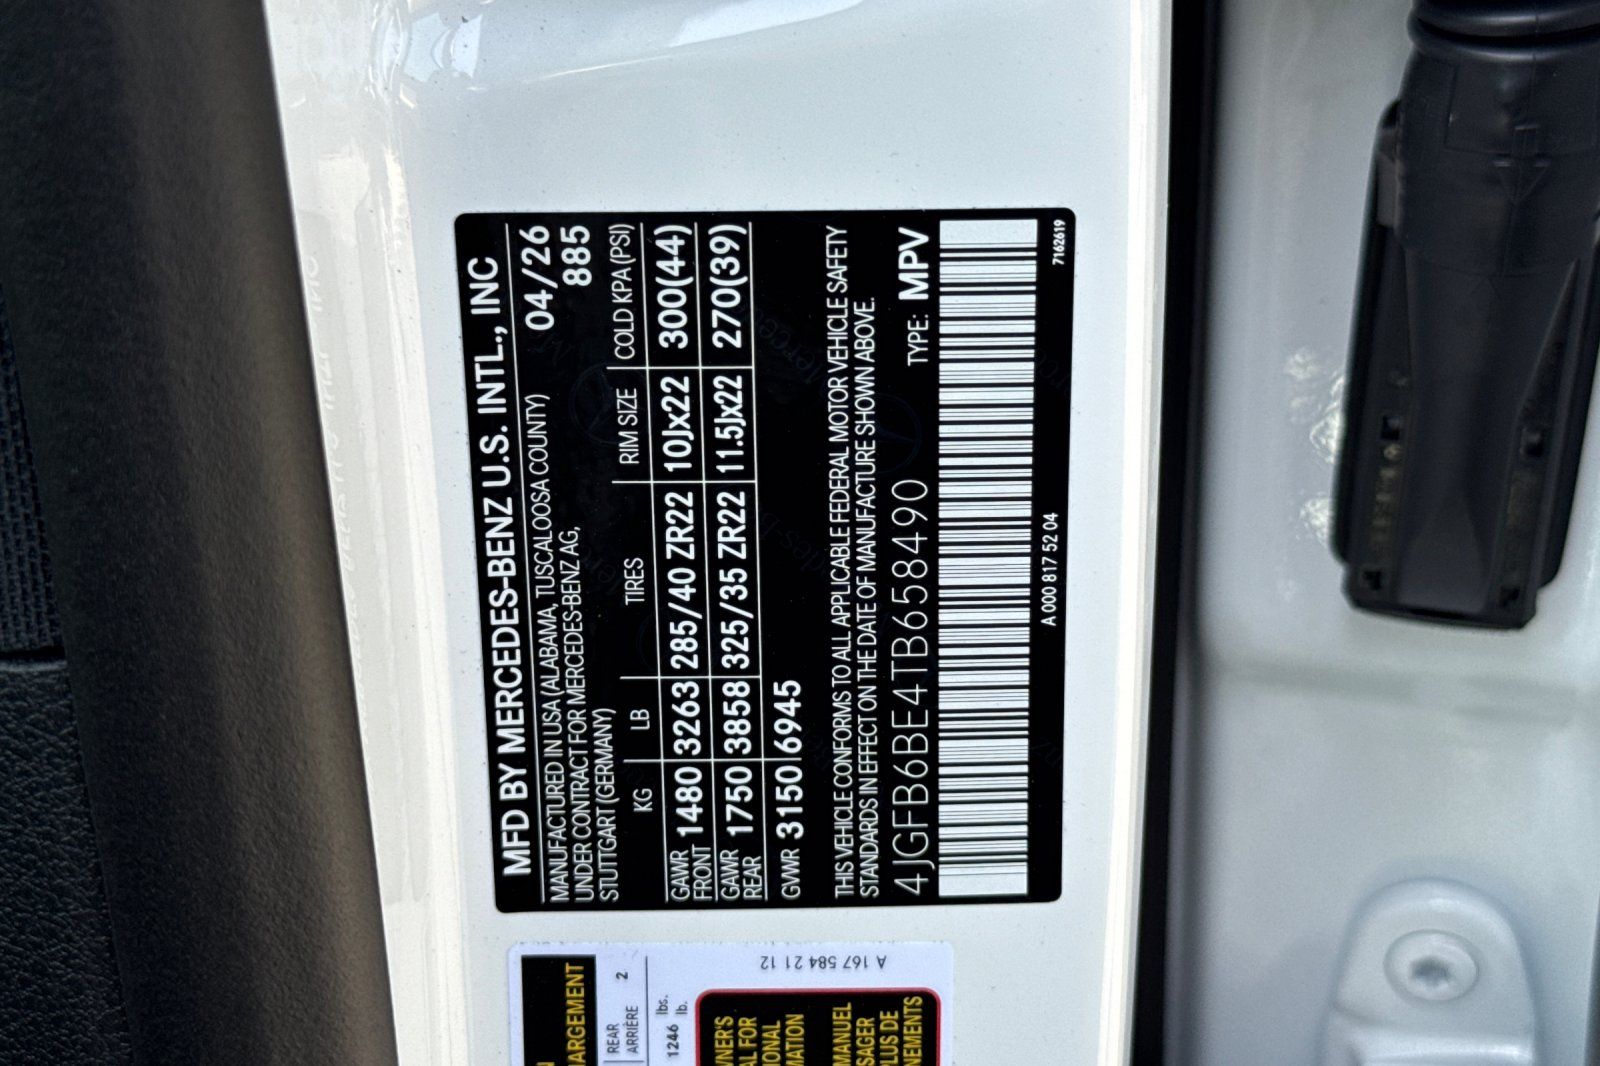 MFD BY MERCEDES-BENZ U.S. INTL., INC
MANUFACTURED IN USA (ALABAMA, TUSCALOOSA COUNTY) 04/26
UNDER CONTRACT FOR MERCEDES-BENZ AG, 885
STUTTGART (GERMANY)
KG LB TIRES RIM SIZE COLD KPA(PSI)
GAWR FRONT 1480 3263 285/40 ZR22 10Jx22 300(44)
GAWR REAR 1750 3858 325/35 ZR22 11.5Jx22 270(39)
GVWR 3150 6945
THIS VEHICLE CONFORMS TO ALL APPLICABLE FEDERAL MOTOR VEHICLE SAFETY
STANDARDS IN EFFECT ON THE DATE OF MANUFACTURE SHOWN ABOVE.
4JGFB6BE4TB658490 TYPE: MPV
A 000 817 52 04 7162619
A 167 584 21 12
REAR 2
ARRIÈRE
1246 lbs.
lb.
MANUEL
PLUS DE